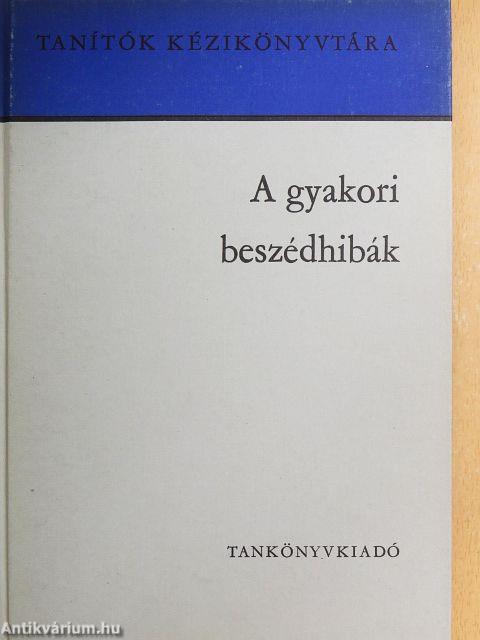 TANÍTÓK KÉZIKÖNYVTÁRA
A gyakori
beszédhibák
TANKÖNYVKIADÓ
Antikvárium.hu